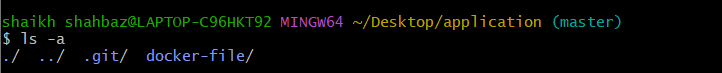 shaikh shahbaz@LAPTOP-C96HKT92 MINGW64 ~/Desktop/application (master)
$ ls -a
./  ../  .git/  docker-file/